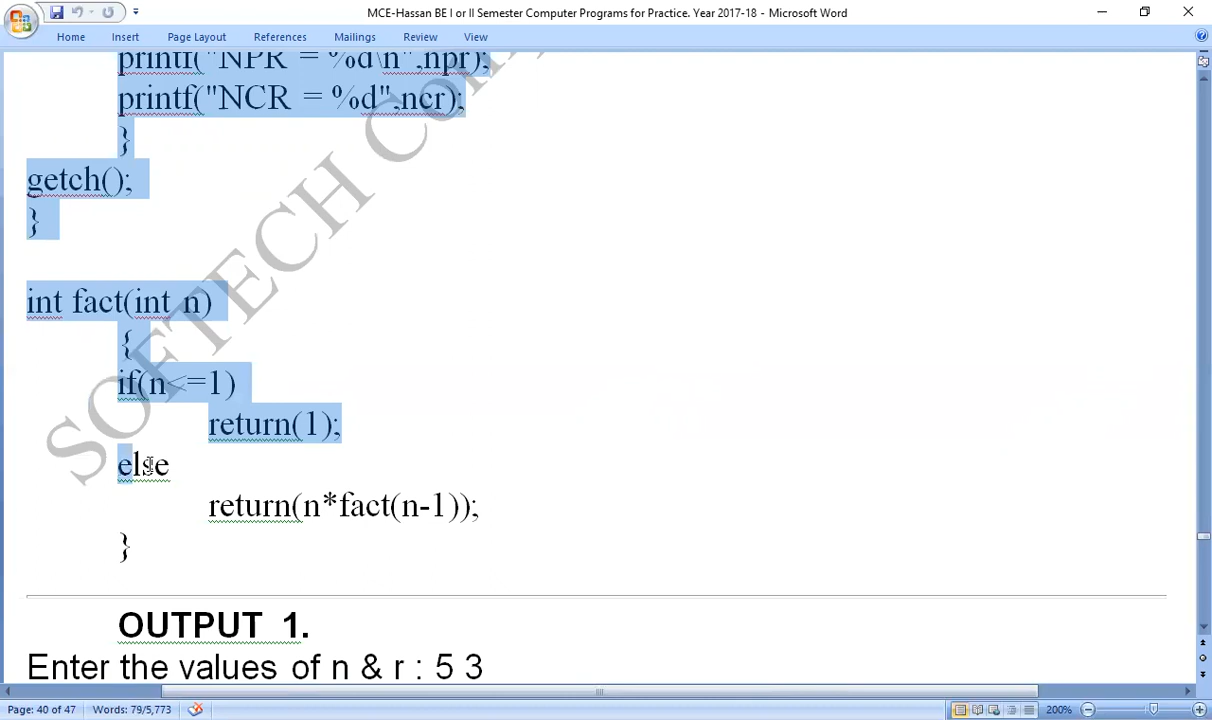 MCE-Hassan BE I or II Semester Computer Programs for Practice. Year 2017-18 - Microsoft Word
Home Insert Page Layout References Mailings Review View
printf("NPR = %d\n",npr);
printf("NCR = %d",ncr);
}
getch();
}
int fact(int n)
{
if(n<=1)
return(1);
else
return(n*fact(n-1));
}
OUTPUT 1.
Enter the values of n & r : 5 3
SOFTECH COM
Page: 40 of 47 Words: 79/5,773 200%